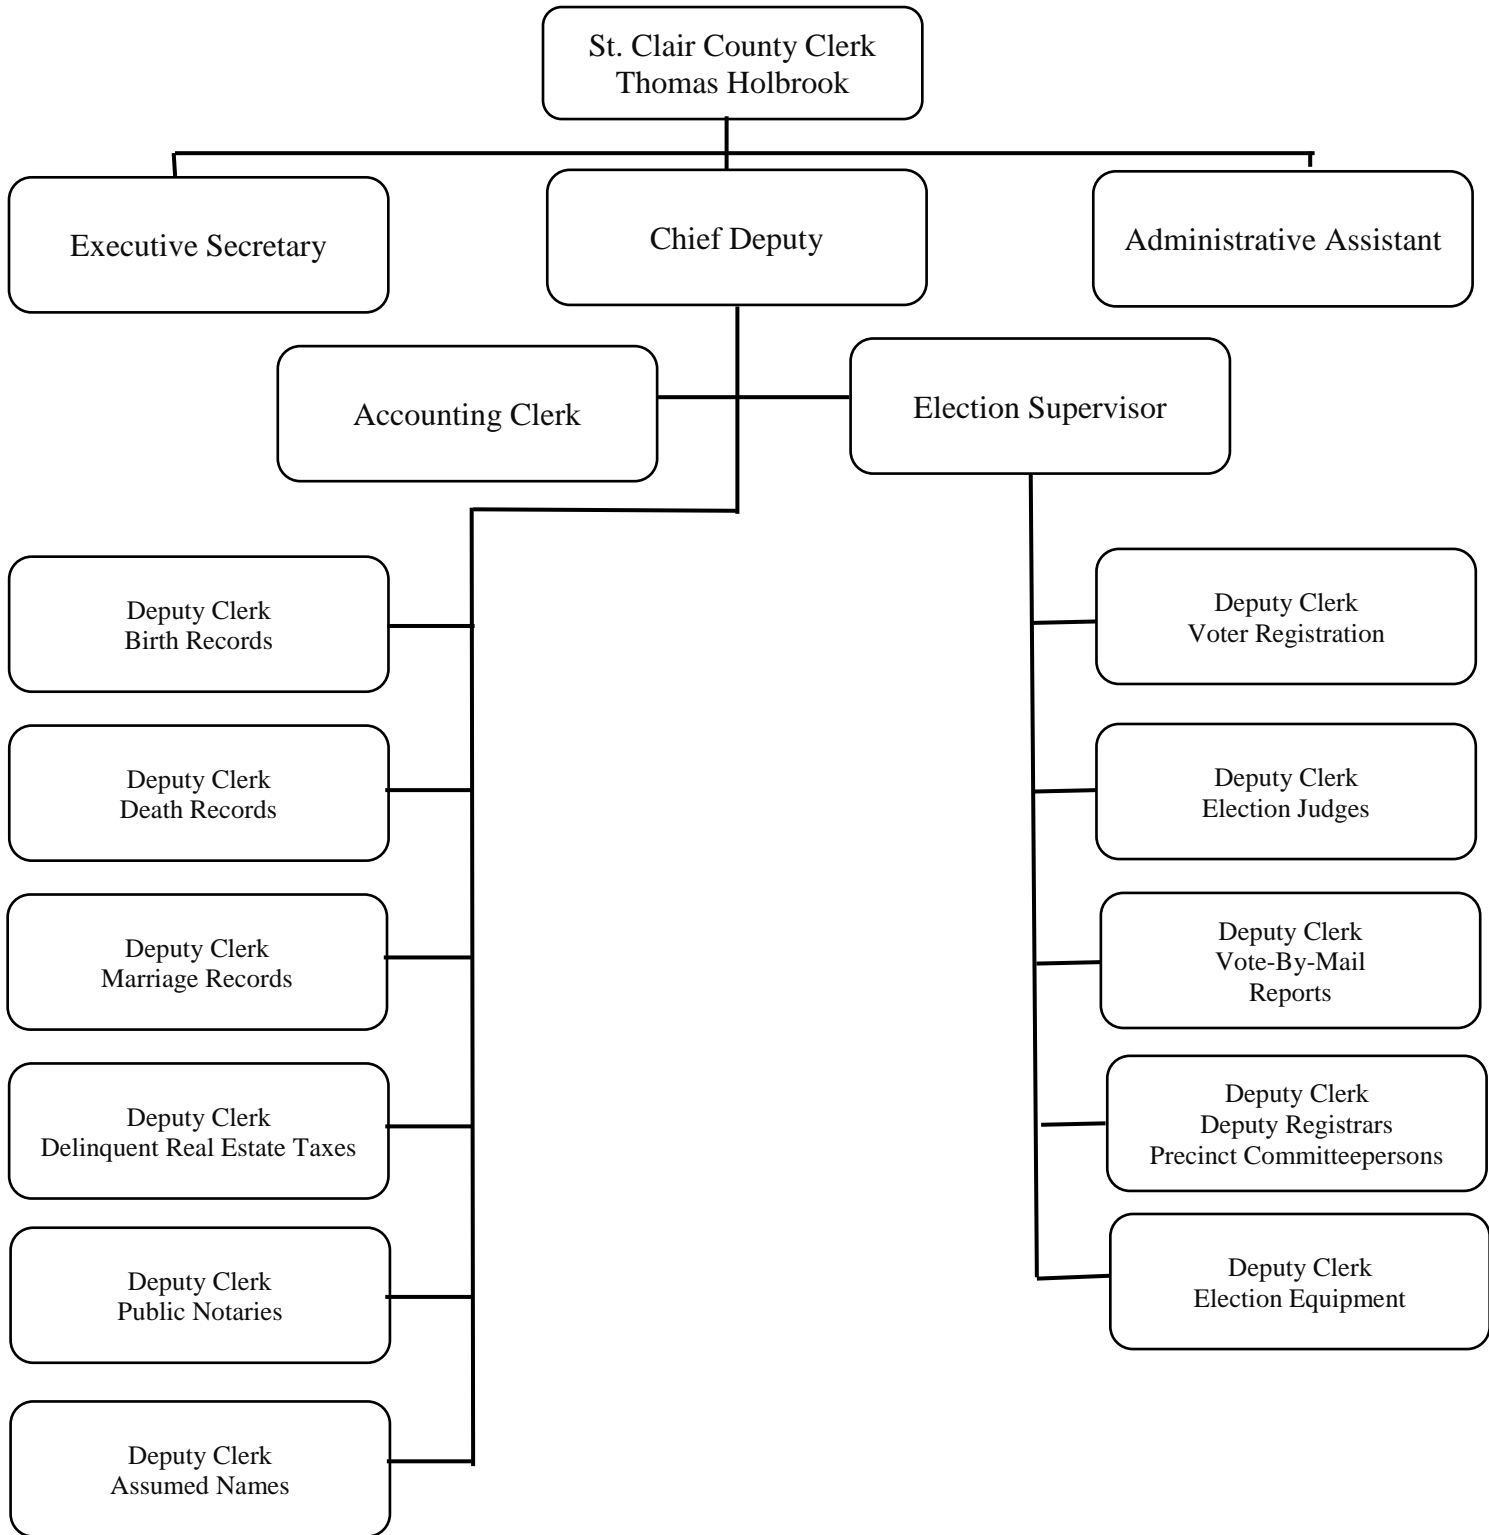 St. Clair County Clerk
Thomas Holbrook
Executive Secretary
Chief Deputy
Administrative Assistant
Accounting Clerk
Election Supervisor
Deputy Clerk
Birth Records
Deputy Clerk
Death Records
Deputy Clerk
Marriage Records
Deputy Clerk
Delinquent Real Estate Taxes
Deputy Clerk
Public Notaries
Deputy Clerk
Assumed Names
Deputy Clerk
Voter Registration
Deputy Clerk
Election Judges
Deputy Clerk
Vote-By-Mail
Reports
Deputy Clerk
Deputy Registrars
Precinct Committeepersons
Deputy Clerk
Election Equipment